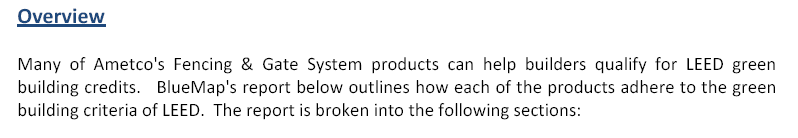 Overview
Many of Ametco's Fencing & Gate System products can help builders qualify for LEED green
building credits.   BlueMap's report below outlines how each of the products adhere to the green
building criteria of LEED.  The report is broken into the following sections: